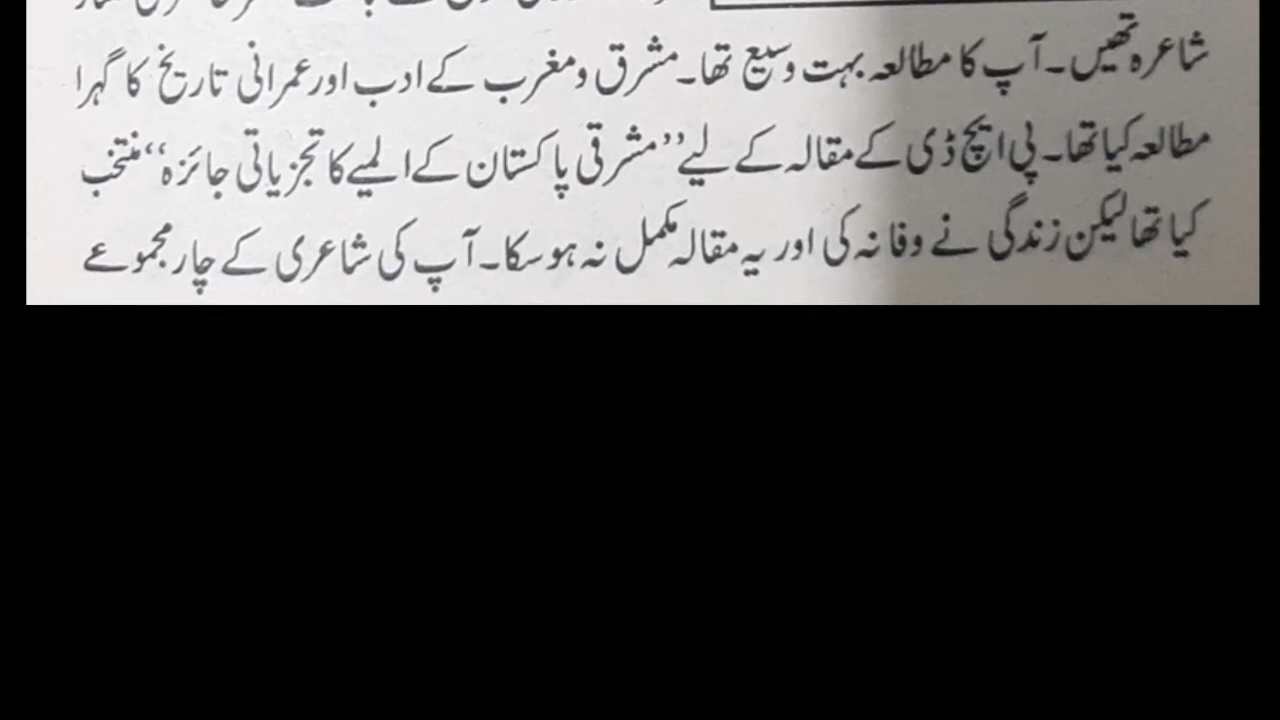 شاعرہ تھیں۔ آپ کا مطالعہ بہت وسیع تھا۔ مشرق و مغرب کے ادب اور عمرانی تاریخ کا گہرا
مطالعہ کیا تھا۔ پی ایچ �ی کے مقالہ کے لیے ”مشرقی پاکستان کے المیے کا تجزیاتی جائزہ“ منتخب
کیا تھا لیکن زندگی نے وفا نہ کی اور یہ مقالہ مکمل نہ ہو سکا۔ آپ کی شاعری کے چار مجموعے